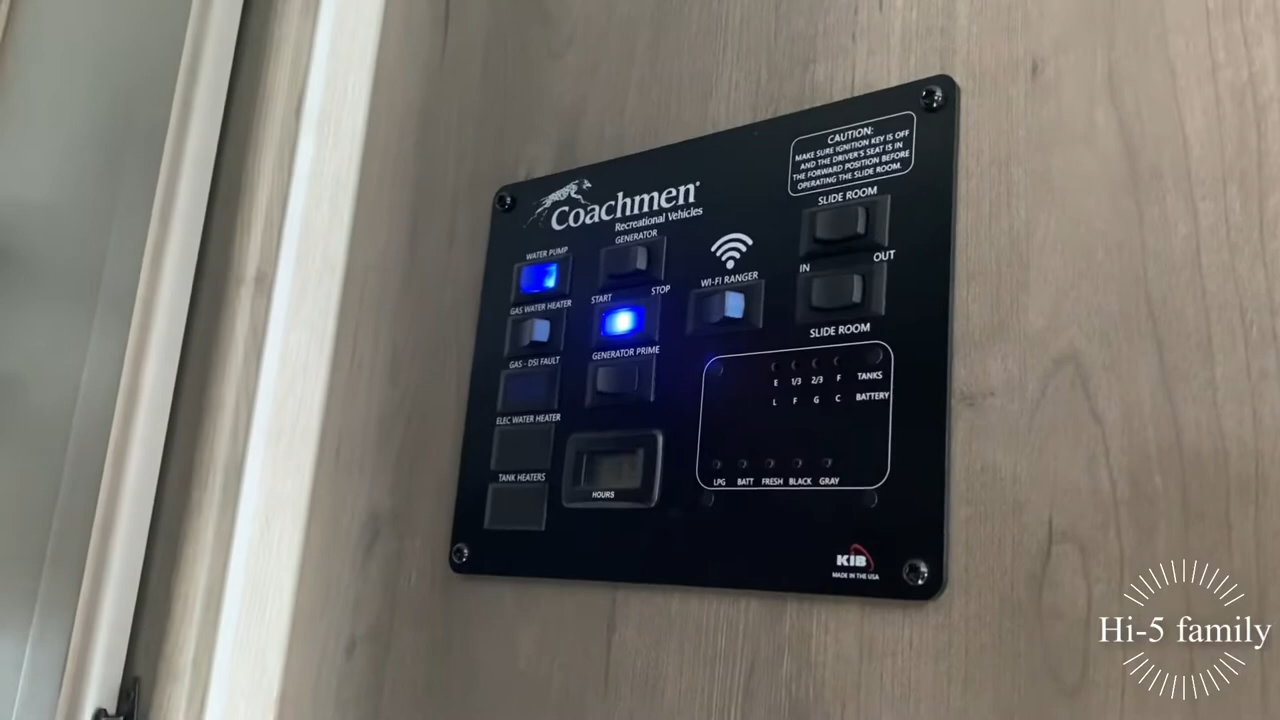 CAUTION:
MAKE SURE IGNITION KEY IS OFF
AND THE DRIVER'S SEAT IS IN
THE FORWARD POSITION BEFORE
OPERATING THE SLIDE ROOM.
Coachmen®
Recreational Vehicles
SLIDE ROOM
WATER PUMP
GENERATOR
IN
OUT
GAS WATER HEATER
START
STOP
WI-FI RANGER
SLIDE ROOM
GAS - DSI FAULT
GENERATOR PRIME
E 1/3 2/3 F TANKS
L F G C BATTERY
ELEC WATER HEATER
TANK HEATERS
HOURS
LPG BATT FRESH BLACK GRAY
KIB
MADE IN THE USA
Hi-5 family